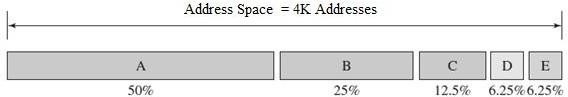 Address Space = 4K Addresses
A B C D E
50% 25% 12.5% 6.25% 6.25%